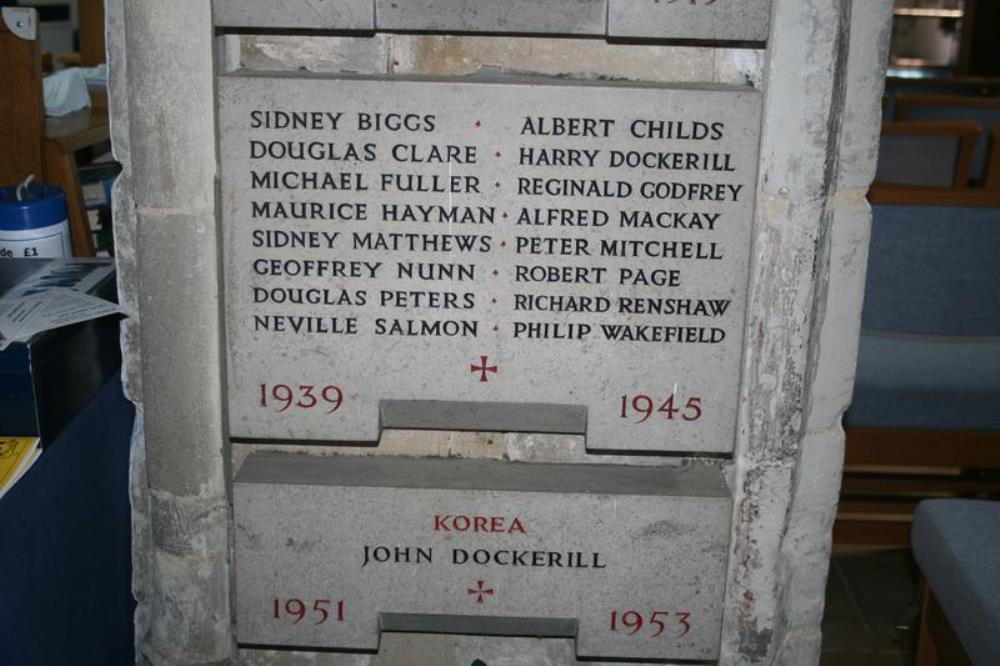 SIDNEY BIGGS · ALBERT CHILDS
DOUGLAS CLARE · HARRY DOCKERILL
MICHAEL FULLER · REGINALD GODFREY
MAURICE HAYMAN · ALFRED MACKAY
SIDNEY MATTHEWS · PETER MITCHELL
GEOFFREY NUNN · ROBERT PAGE
DOUGLAS PETERS · RICHARD RENSHAW
NEVILLE SALMON · PHILIP WAKEFIELD
1939 1945
KOREA
JOHN DOCKERILL
1951 1953
£1